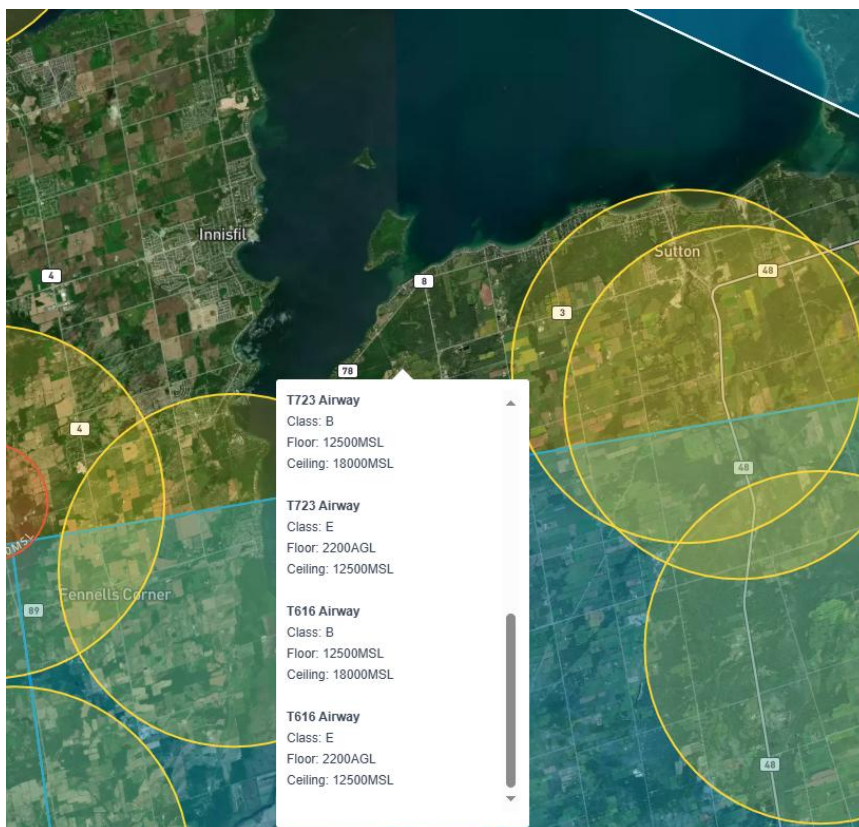 Innisfil
4
8
Sutton
48
3
78
4
48
89
Fennells Corner
48
T723 Airway
Class: B
Floor: 12500MSL
Ceiling: 18000MSL
T723 Airway
Class: E
Floor: 2200AGL
Ceiling: 12500MSL
T616 Airway
Class: B
Floor: 12500MSL
Ceiling: 18000MSL
T616 Airway
Class: E
Floor: 2200AGL
Ceiling: 12500MSL